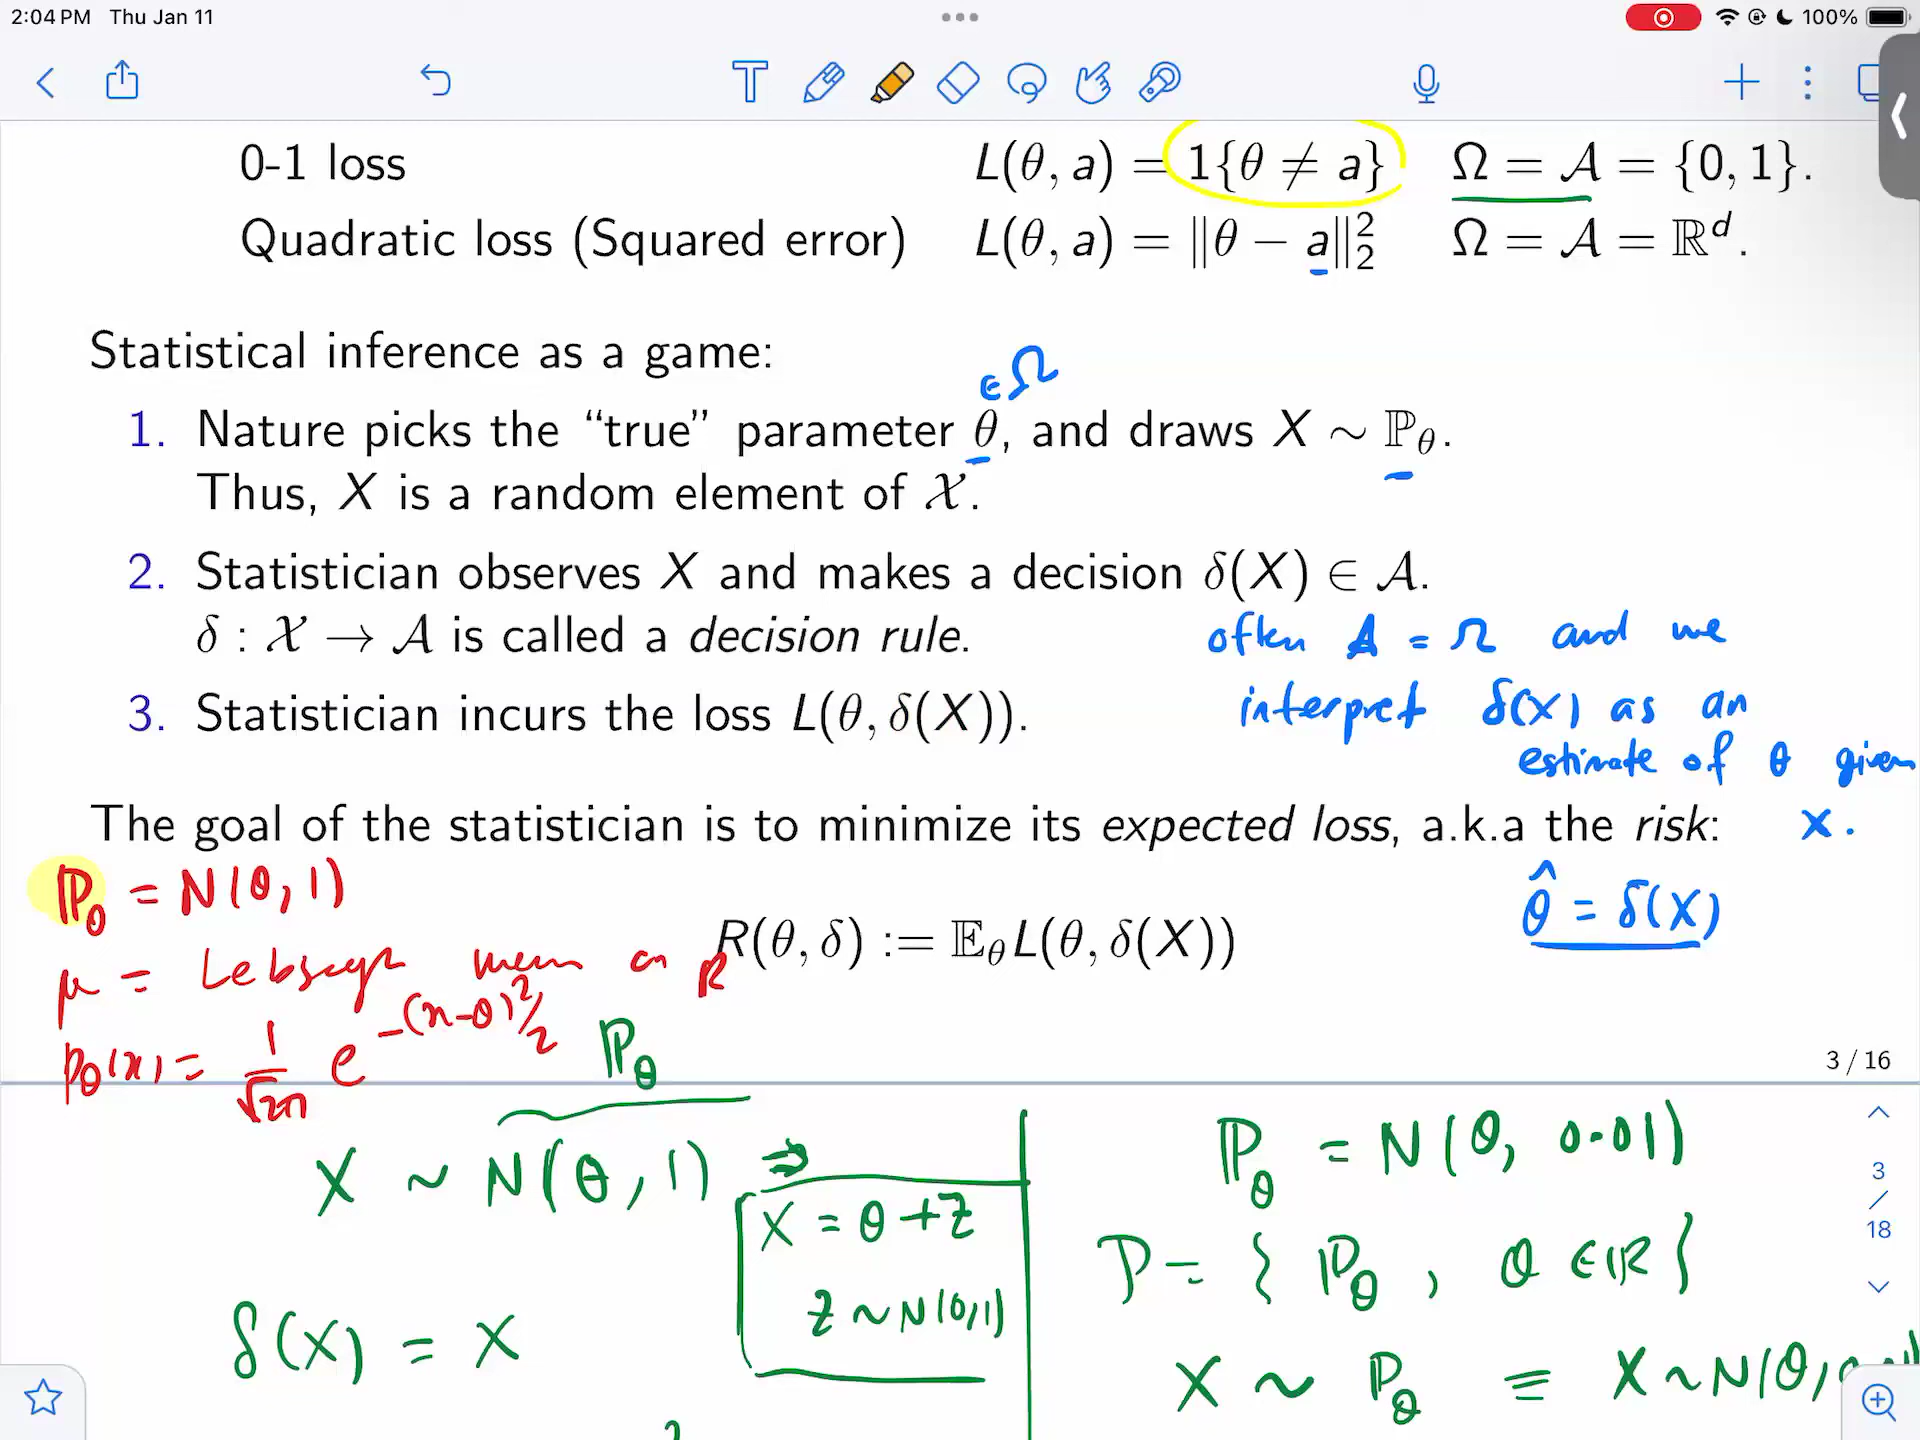 2:04 PM Thu Jan 11
100%
0-1 loss L(θ, a) = 1{θ ≠ a} Ω = 𝒜 = {0, 1}.
Quadratic loss (Squared error) L(θ, a) = ‖θ − a‖₂² Ω = 𝒜 = ℝᵈ.
Statistical inference as a game:
∈ Ω
1. Nature picks the “true” parameter θ, and draws X ∼ ℙ_θ.
Thus, X is a random element of 𝒳.
2. Statistician observes X and makes a decision δ(X) ∈ 𝒜.
δ : 𝒳 → 𝒜 is called a decision rule.
often A = Ω and we
3. Statistician incurs the loss L(θ, δ(X)).
interpret δ(X) as an
estimate of θ given
X.
The goal of the statistician is to minimize its expected loss, a.k.a the risk:
ℙ_θ = N(θ, 1)
θ̂ = δ(X)
R(θ, δ) := 𝔼_θ L(θ, δ(X))
μ = on ℝ
p_θ(x) = 1/√2π e^{-(x-θ)²/2}
ℙ_θ
3 / 16
X ~ N(θ, 1) ⇒
X = θ + Z
Z ~ N(0,1)
δ(X) = X
ℙ_θ = N(θ, 0.01)
P = { ℙ_θ , θ ∈ ℝ }
X ~ ℙ_θ ≡ X ~ N(θ,
3
/
18